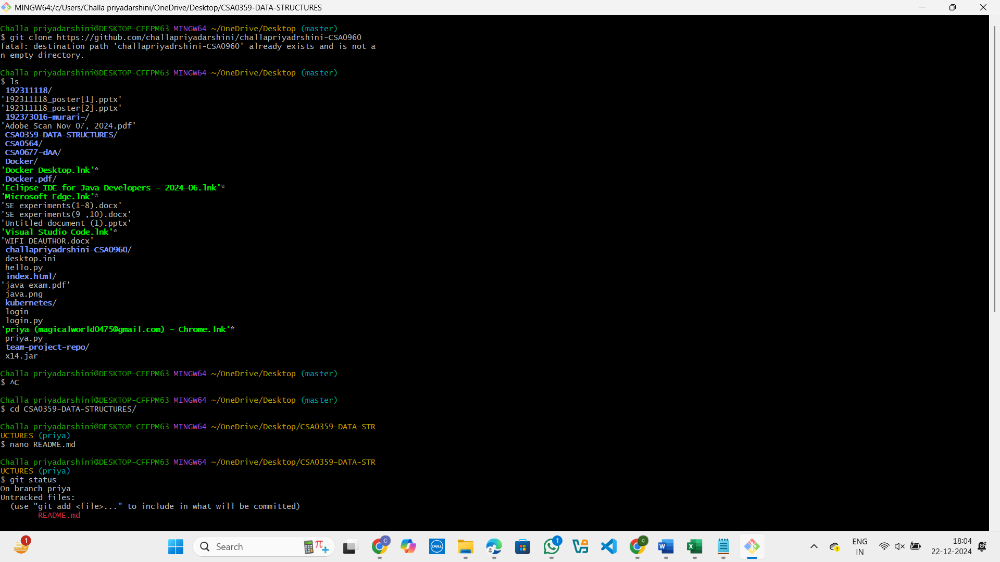 MINGW64:/c/Users/Challa priyadarshini/OneDrive/Desktop/CSA0359-DATA-STRUCTURES
Challa priyadarshini@DESKTOP-CFFPM63 MINGW64 ~/OneDrive/Desktop (master)
$ git clone https://github.com/challapriyadarshini/challapriyadrshini-CSA0960
fatal: destination path 'challapriyadrshini-CSA0960' already exists and is not a
n empty directory.
Challa priyadarshini@DESKTOP-CFFPM63 MINGW64 ~/OneDrive/Desktop (master)
$ ls
192311118/
'192311118_poster[1].pptx'
'192311118_poster[2].pptx'
192373016-murari-/
'Adobe Scan Nov 07, 2024.pdf'
CSA0359-DATA-STRUCTURES/
CSA0564/
CSA0677-dAA/
Docker/
'Docker Desktop.lnk'*
Docker.pdf/
'Eclipse IDE for Java Developers - 2024-06.lnk'*
'Microsoft Edge.lnk'*
'SE experiments(1-8).docx'
'SE experiments(9 ,10).docx'
'Untitled document (1).pptx'
'Visual Studio Code.lnk'*
'WIFI DEAUTHOR.docx'
challapriyadrshini-CSA0960/
desktop.ini
hello.py
index.html/
'java exam.pdf'
java.png
kubernetes/
login
login.py
'priya (magicalworld0475@gmail.com) - Chrome.lnk'*
priya.py
team-project-repo/
x14.jar
Challa priyadarshini@DESKTOP-CFFPM63 MINGW64 ~/OneDrive/Desktop (master)
$ ^C
Challa priyadarshini@DESKTOP-CFFPM63 MINGW64 ~/OneDrive/Desktop (master)
$ cd CSA0359-DATA-STRUCTURES/
Challa priyadarshini@DESKTOP-CFFPM63 MINGW64 ~/OneDrive/Desktop/CSA0359-DATA-STR
UCTURES (priya)
$ nano README.md
Challa priyadarshini@DESKTOP-CFFPM63 MINGW64 ~/OneDrive/Desktop/CSA0359-DATA-STR
UCTURES (priya)
$ git status
On branch priya
Untracked files:
(use "git add <file>..." to include in what will be committed)
README.md
1
Search
C
DELL
1
C
W
X
ENG
IN
18:04
22-12-2024